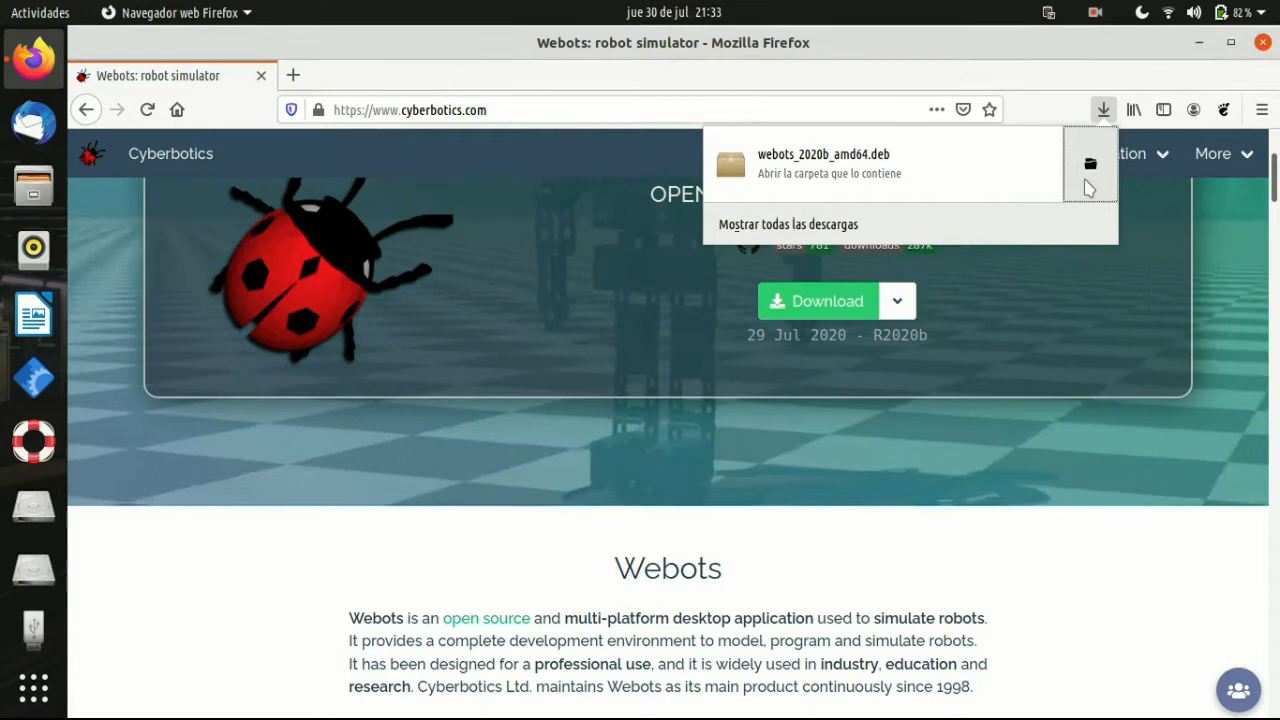 Actividades
Navegador web Firefox
jue 30 de jul 21:33
82 %
Webots: robot simulator - Mozilla Firefox
Webots: robot simulator
https://www.cyberbotics.com
Cyberbotics
More
webots_2020b_amd64.deb
Abrir la carpeta que lo contiene
Mostrar todas las descargas
OPEN
stars 781 downloads 287k
Download
29 Jul 2020 - R2020b
Webots
Webots is an open source and multi-platform desktop application used to simulate robots.
It provides a complete development environment to model, program and simulate robots.
It has been designed for a professional use, and it is widely used in industry, education and
research. Cyberbotics Ltd. maintains Webots as its main product continuously since 1998.